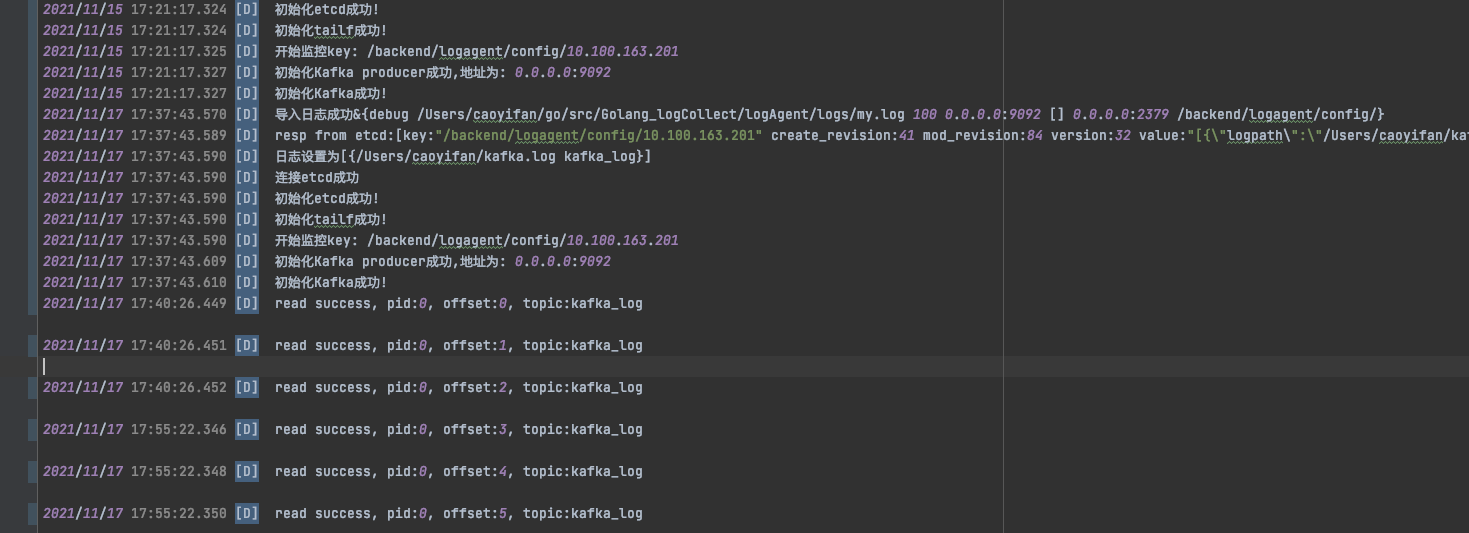 2021/11/15 17:21:17.324 [D]  初始化etcd成功!
2021/11/15 17:21:17.324 [D]  初始化tailf成功!
2021/11/15 17:21:17.325 [D]  开始监控key: /backend/logagent/config/10.100.163.201
2021/11/15 17:21:17.327 [D]  初始化Kafka producer成功,地址为: 0.0.0.0:9092
2021/11/15 17:21:17.327 [D]  初始化Kafka成功!
2021/11/17 17:37:43.570 [D]  导入日志成功&{debug /Users/caoyifan/go/src/Golang_logCollect/logAgent/logs/my.log 100 0.0.0.0:9092 [] 0.0.0.0:2379 /backend/logagent/config/}
2021/11/17 17:37:43.589 [D]  resp from etcd:[key:"/backend/logagent/config/10.100.163.201" create_revision:41 mod_revision:84 version:32 value:"[{\"logpath\":\"/Users/caoyifan/kaf
2021/11/17 17:37:43.590 [D]  日志设置为[{/Users/caoyifan/kafka.log kafka_log}]
2021/11/17 17:37:43.590 [D]  连接etcd成功
2021/11/17 17:37:43.590 [D]  初始化etcd成功!
2021/11/17 17:37:43.590 [D]  初始化tailf成功!
2021/11/17 17:37:43.590 [D]  开始监控key: /backend/logagent/config/10.100.163.201
2021/11/17 17:37:43.609 [D]  初始化Kafka producer成功,地址为: 0.0.0.0:9092
2021/11/17 17:37:43.610 [D]  初始化Kafka成功!
2021/11/17 17:40:26.449 [D]  read success, pid:0, offset:0, topic:kafka_log
2021/11/17 17:40:26.451 [D]  read success, pid:0, offset:1, topic:kafka_log
2021/11/17 17:40:26.452 [D]  read success, pid:0, offset:2, topic:kafka_log
2021/11/17 17:55:22.346 [D]  read success, pid:0, offset:3, topic:kafka_log
2021/11/17 17:55:22.348 [D]  read success, pid:0, offset:4, topic:kafka_log
2021/11/17 17:55:22.350 [D]  read success, pid:0, offset:5, topic:kafka_log